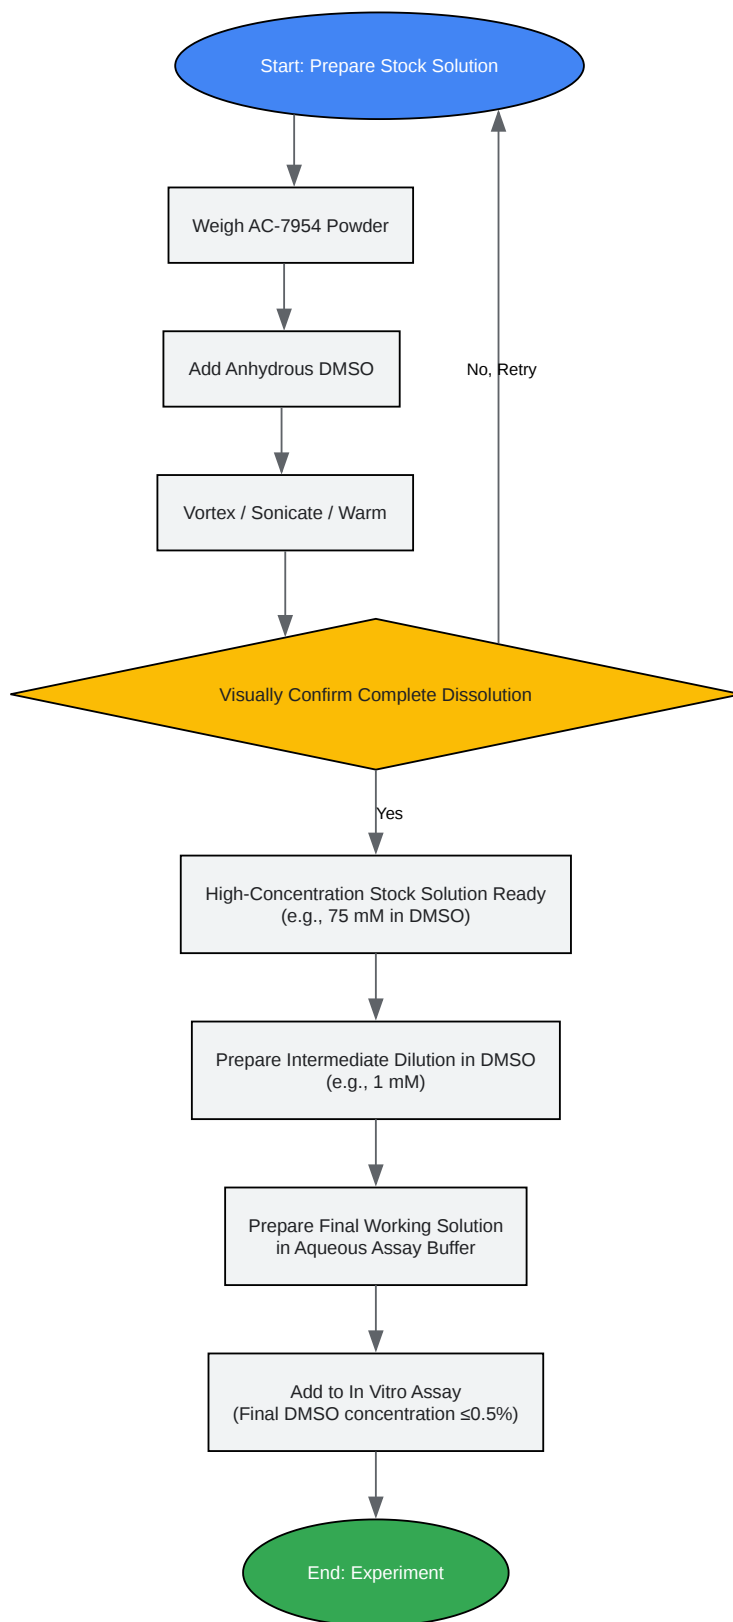 Start: Prepare Stock Solution
Weigh AC-7954 Powder
Add Anhydrous DMSO
No, Retry
Vortex / Sonicate / Warm
Visually Confirm Complete Dissolution
Yes
High-Concentration Stock Solution Ready
(e.g., 75 mM in DMSO)
Prepare Intermediate Dilution in DMSO
(e.g., 1 mM)
Prepare Final Working Solution
in Aqueous Assay Buffer
Add to In Vitro Assay
(Final DMSO concentration ≤0.5%)
End: Experiment